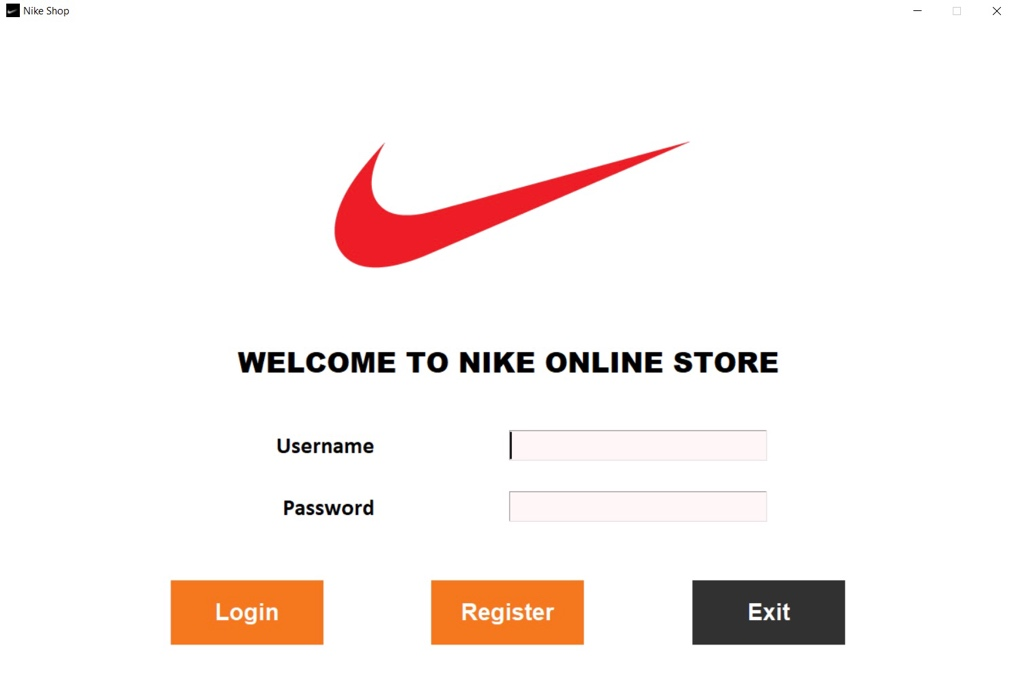 Nike Shop
WELCOME TO NIKE ONLINE STORE
Username
Password
Login Register Exit